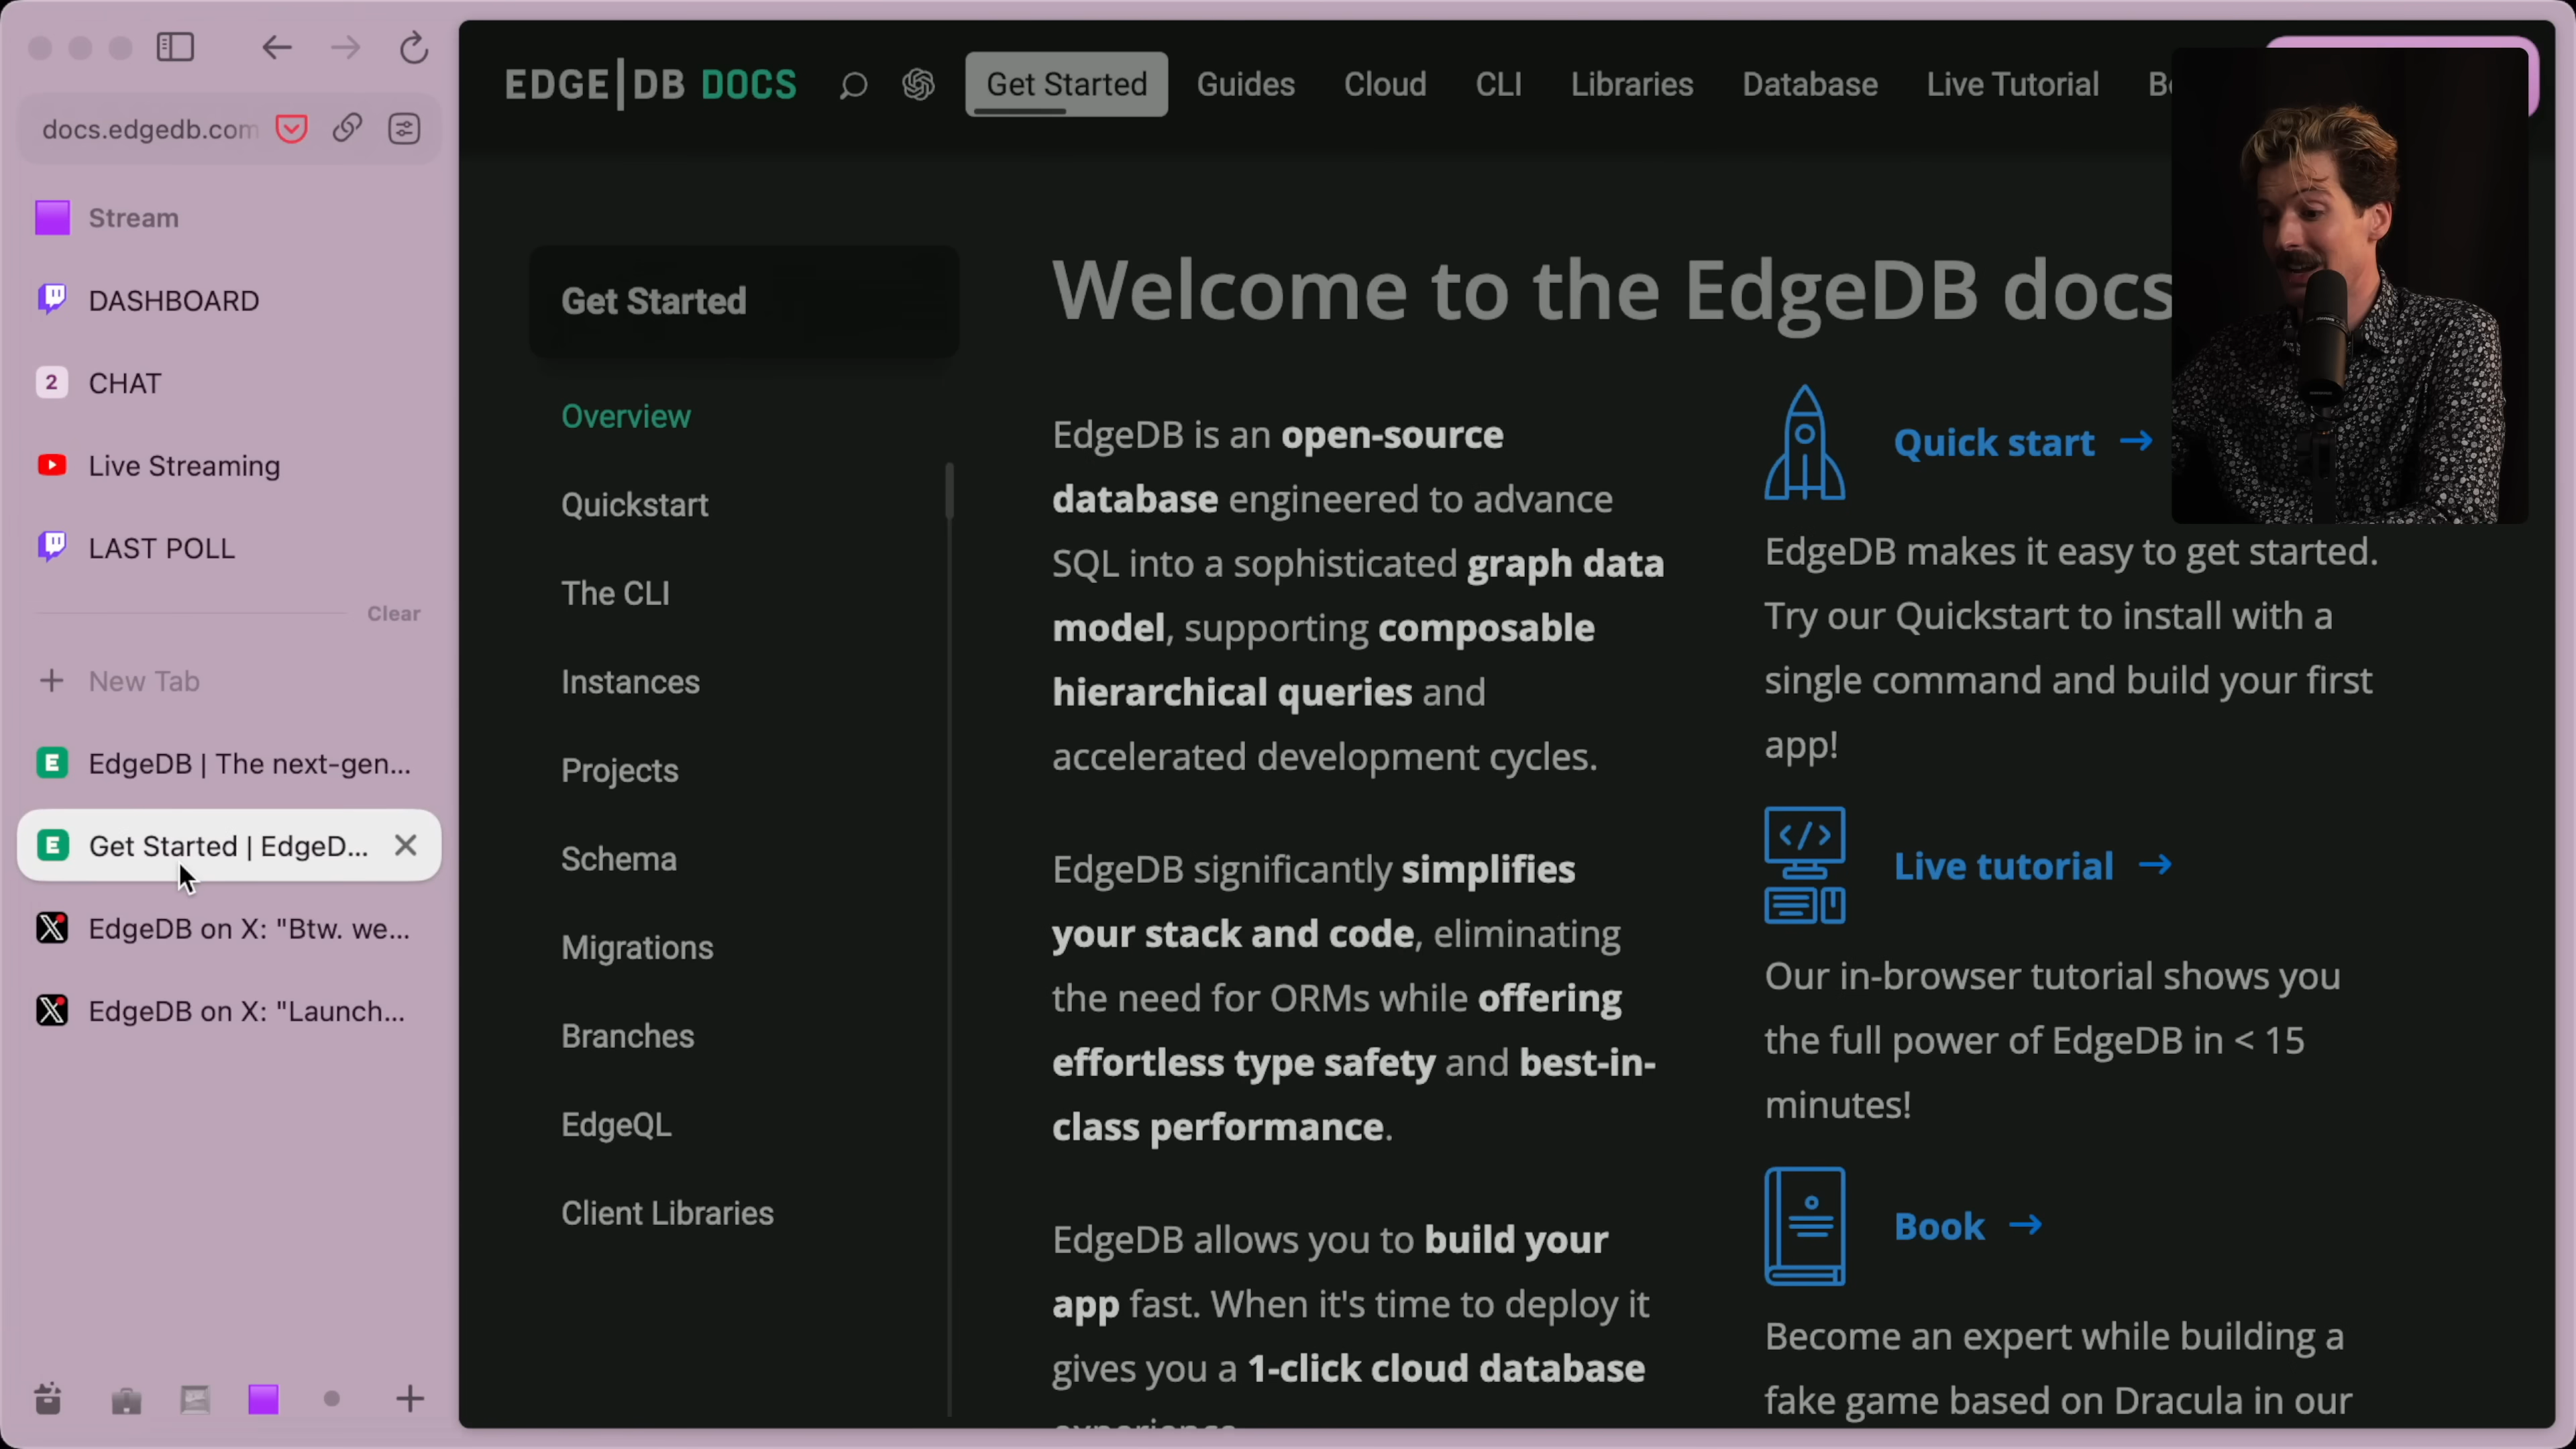 docs.edgedb.com
Stream
DASHBOARD
2 CHAT
Live Streaming
LAST POLL
Clear
New Tab
EdgeDB | The next-gen...
Get Started | EdgeD...
EdgeDB on X: "Btw. we...
EdgeDB on X: "Launch...
EDGE|DB DOCS
Get Started
Guides
Cloud
CLI
Libraries
Database
Live Tutorial
Get Started
Overview
Quickstart
The CLI
Instances
Projects
Schema
Migrations
Branches
EdgeQL
Client Libraries
Welcome to the EdgeDB docs
EdgeDB is an open-source
database engineered to advance
SQL into a sophisticated graph data
model, supporting composable
hierarchical queries and
accelerated development cycles.
EdgeDB significantly simplifies
your stack and code, eliminating
the need for ORMs while offering
effortless type safety and best-in-
class performance.
EdgeDB allows you to build your
app fast. When it's time to deploy it
gives you a 1-click cloud database
Quick start →
EdgeDB makes it easy to get started.
Try our Quickstart to install with a
single command and build your first
app!
Live tutorial →
Our in-browser tutorial shows you
the full power of EdgeDB in < 15
minutes!
Book →
Become an expert while building a
fake game based on Dracula in our